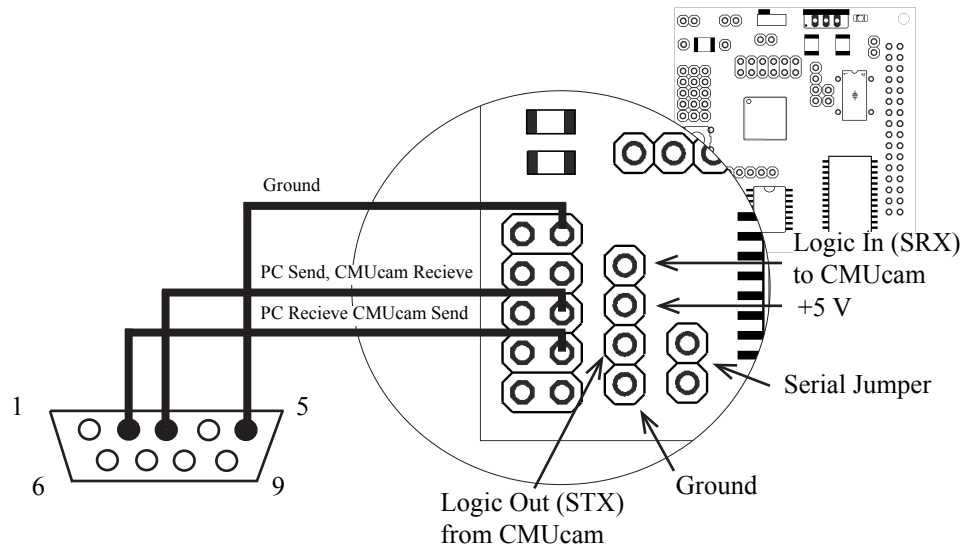 Ground
Logic In (SRX)
to CMUcam
PC Send, CMUcam Recieve
+5 V
PC Recieve CMUcam Send
Serial Jumper
1
5
6
9
Ground
Logic Out (STX)
from CMUcam